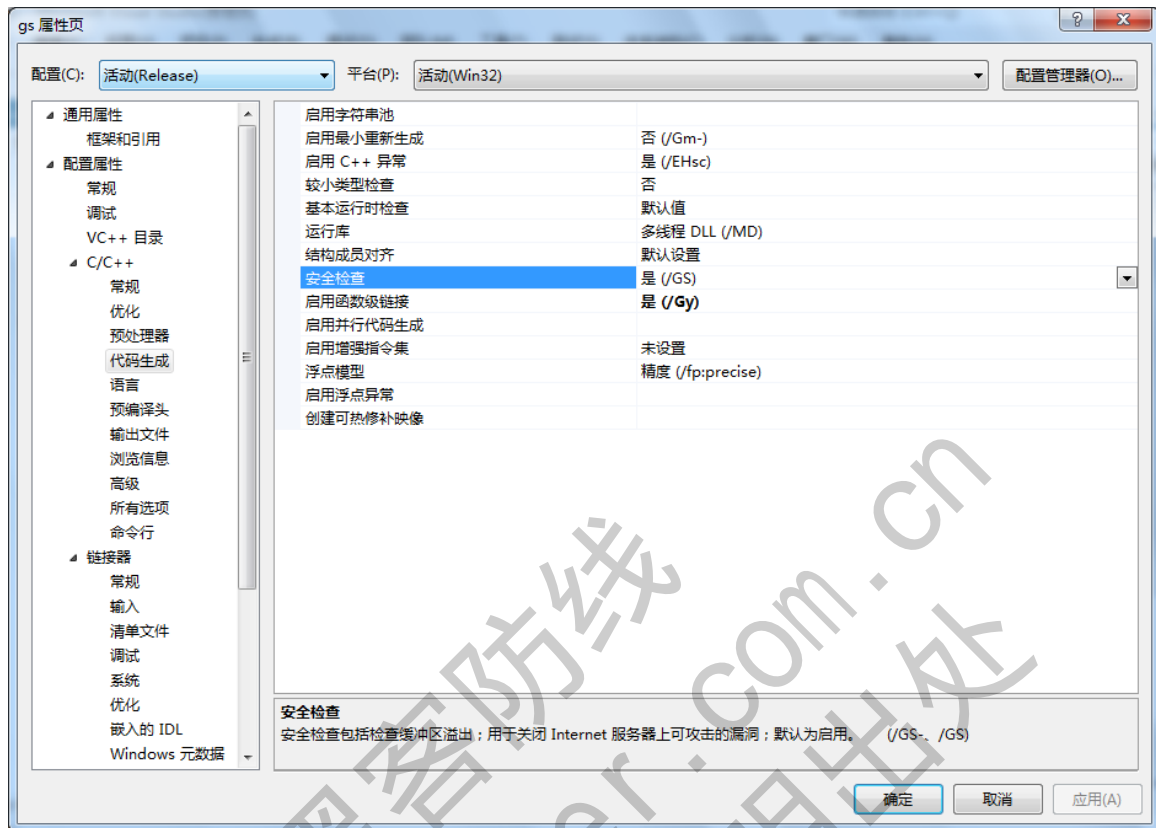 gs 属性页
配置(C): 活动(Release) 平台(P): 活动(Win32) 配置管理器(O)...
通用属性
框架和引用
配置属性
常规
调试
VC++ 目录
C/C++
常规
优化
预处理器
代码生成
语言
预编译头
输出文件
浏览信息
高级
所有选项
命令行
链接器
常规
输入
清单文件
调试
系统
优化
嵌入的 IDL
Windows 元数据
启用字符串池
启用最小重新生成 否 (/Gm-)
启用 C++ 异常 是 (/EHsc)
较小类型检查 否
基本运行时检查 默认值
运行库 多线程 DLL (/MD)
结构成员对齐 默认设置
安全检查 是 (/GS)
启用函数级链接 是 (/Gy)
启用并行代码生成
启用增强指令集 未设置
浮点模型 精度 (/fp:precise)
启用浮点异常
创建可热修补映像
安全检查
安全检查包括检查缓冲区溢出；用于关闭 Internet 服务器上可攻击的漏洞；默认为启用。 (/GS-、/GS)
确定 取消 应用(A)
客防线
er.com.cn
出处